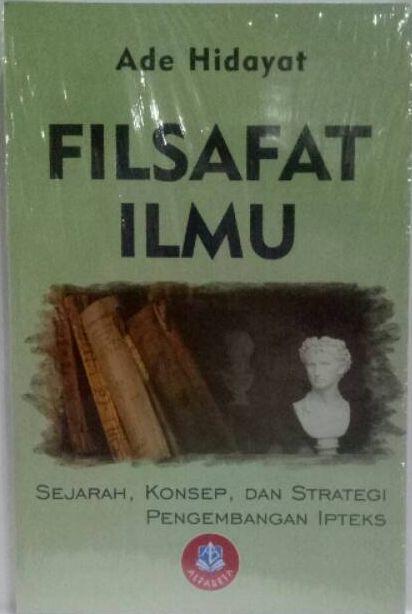 Ade Hidayat
FILSAFAT
ILMU
SEJARAH, KONSEP, DAN STRATEGI
PENGEMBANGAN IPTEKS
ALFABETA